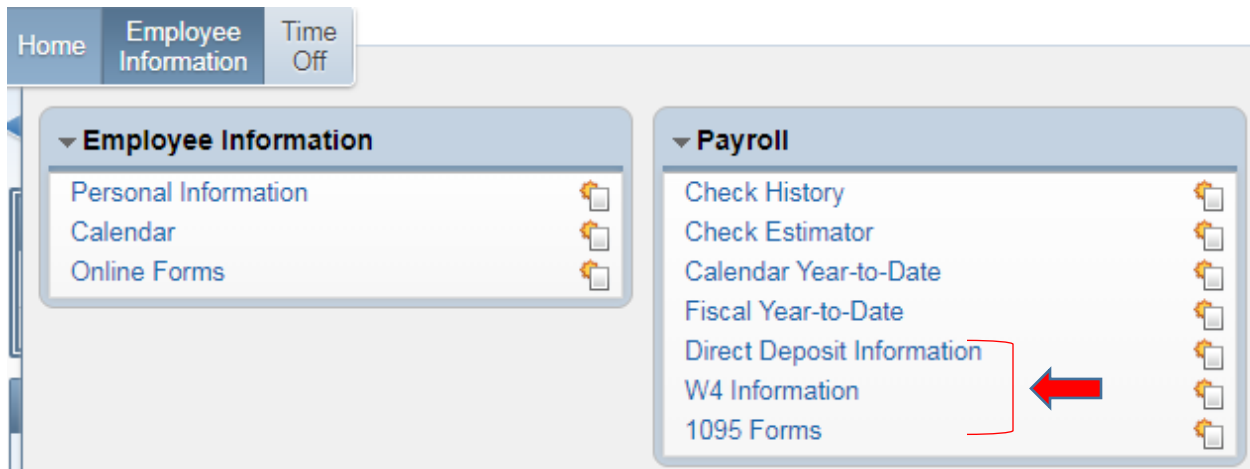 Home
Employee
Information
Time
Off
Employee Information
Personal Information
Calendar
Online Forms
Payroll
Check History
Check Estimator
Calendar Year-to-Date
Fiscal Year-to-Date
Direct Deposit Information
W4 Information
1095 Forms